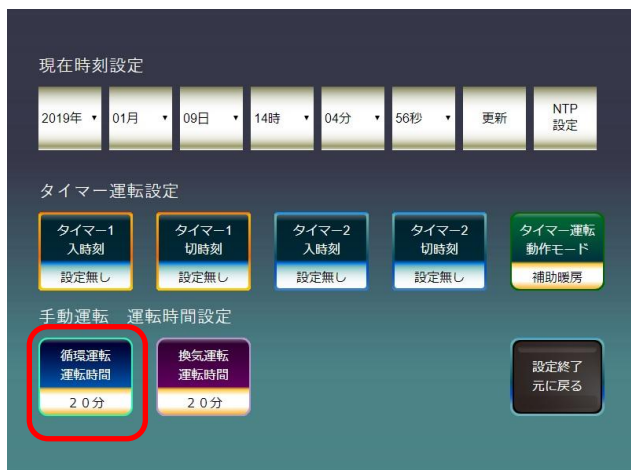 現在時刻設定
2019年 01月 09日 14時 04分 56秒 更新 NTP
設定
タイマー運転設定
タイマー1 タイマー1 タイマー2 タイマー2 タイマー運転
入時刻 切時刻 入時刻 切時刻 動作モード
設定無し 設定無し 設定無し 設定無し 補助暖房
手動運転　運転時間設定
循環運転 換気運転 設定終了
運転時間 運転時間 元に戻る
２０分 ２０分